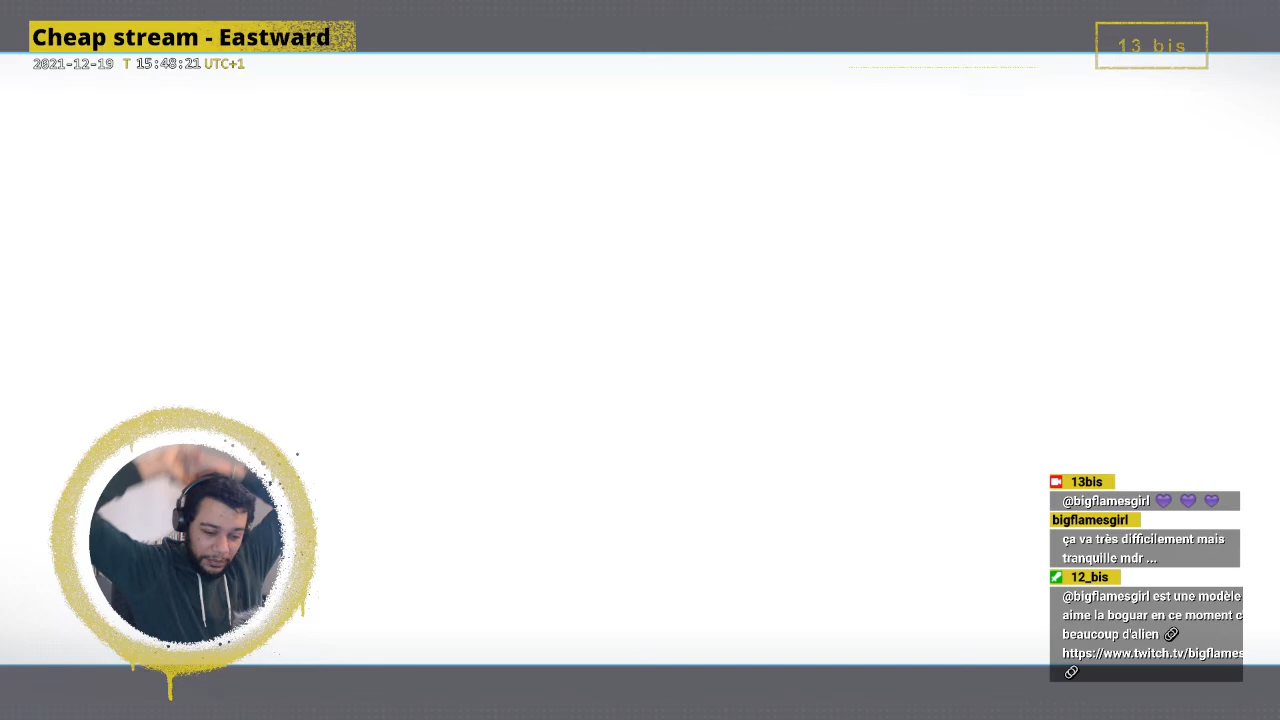 Cheap stream - Eastward
2021-12-19 T 15:48:21 UTC+1
13 bis
13bis
@bigflamesgirl 💜 💜 💜
bigflamesgirl
ça va très difficilement mais
tranquille mdr ...
12_bis
@bigflamesgirl est une modèle
aime la boguar en ce moment c
beaucoup d'alien 🔗
https://www.twitch.tv/bigflames
🔗